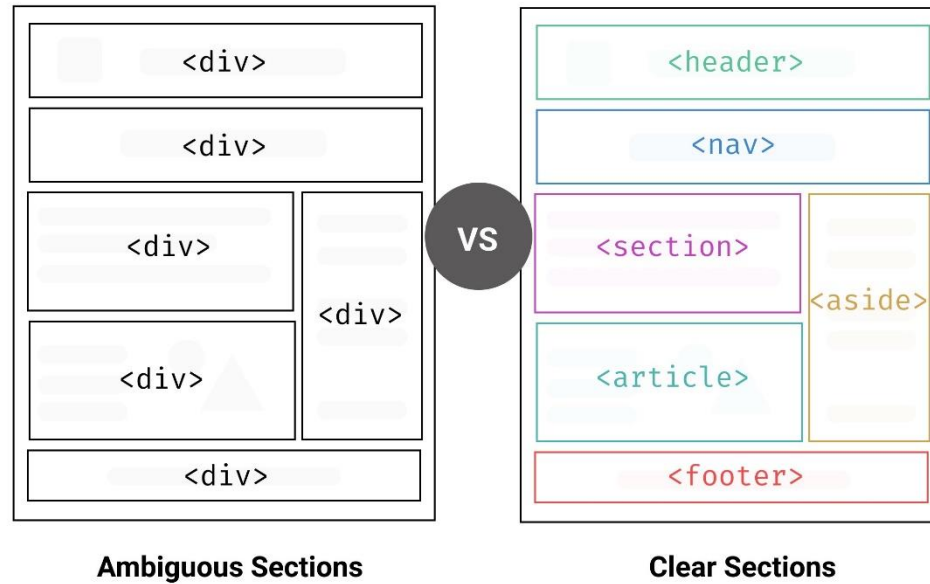 <div>
<div>
<div>
<div>
<div>
<div>
Ambiguous Sections
VS
<header>
<nav>
<section>
<aside>
<article>
<footer>
Clear Sections